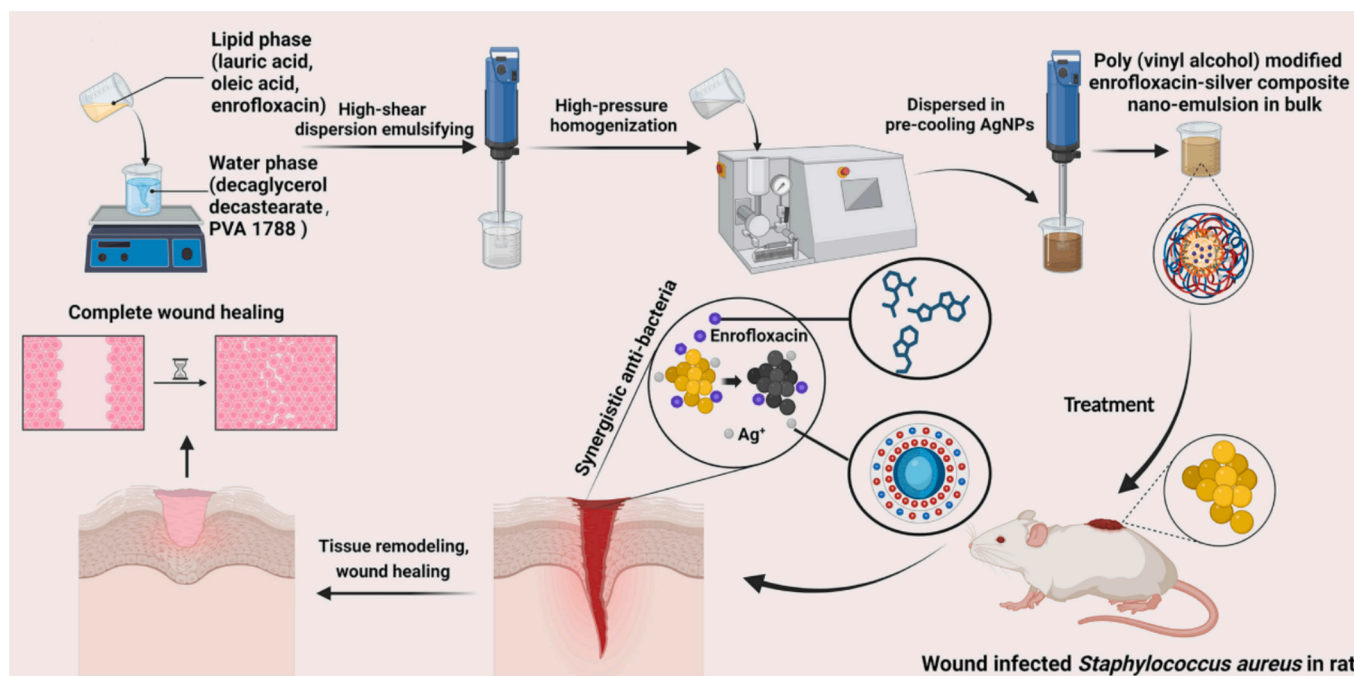 Lipid phase
(lauric acid,
oleic acid,
enrofloxacin)
Water phase
(decaglycerol
decastearate,
PVA 1788 )
High-shear
dispersion emulsifying
High-pressure
homogenization
Dispersed in
pre-cooling AgNPs
Poly (vinyl alcohol) modified
enrofloxacin-silver composite
nano-emulsion in bulk
Treatment
Wound infected Staphylococcus aureus in rat
Synergistic anti-bacteria
Enrofloxacin
Ag⁺
Tissue remodeling,
wound healing
Complete wound healing